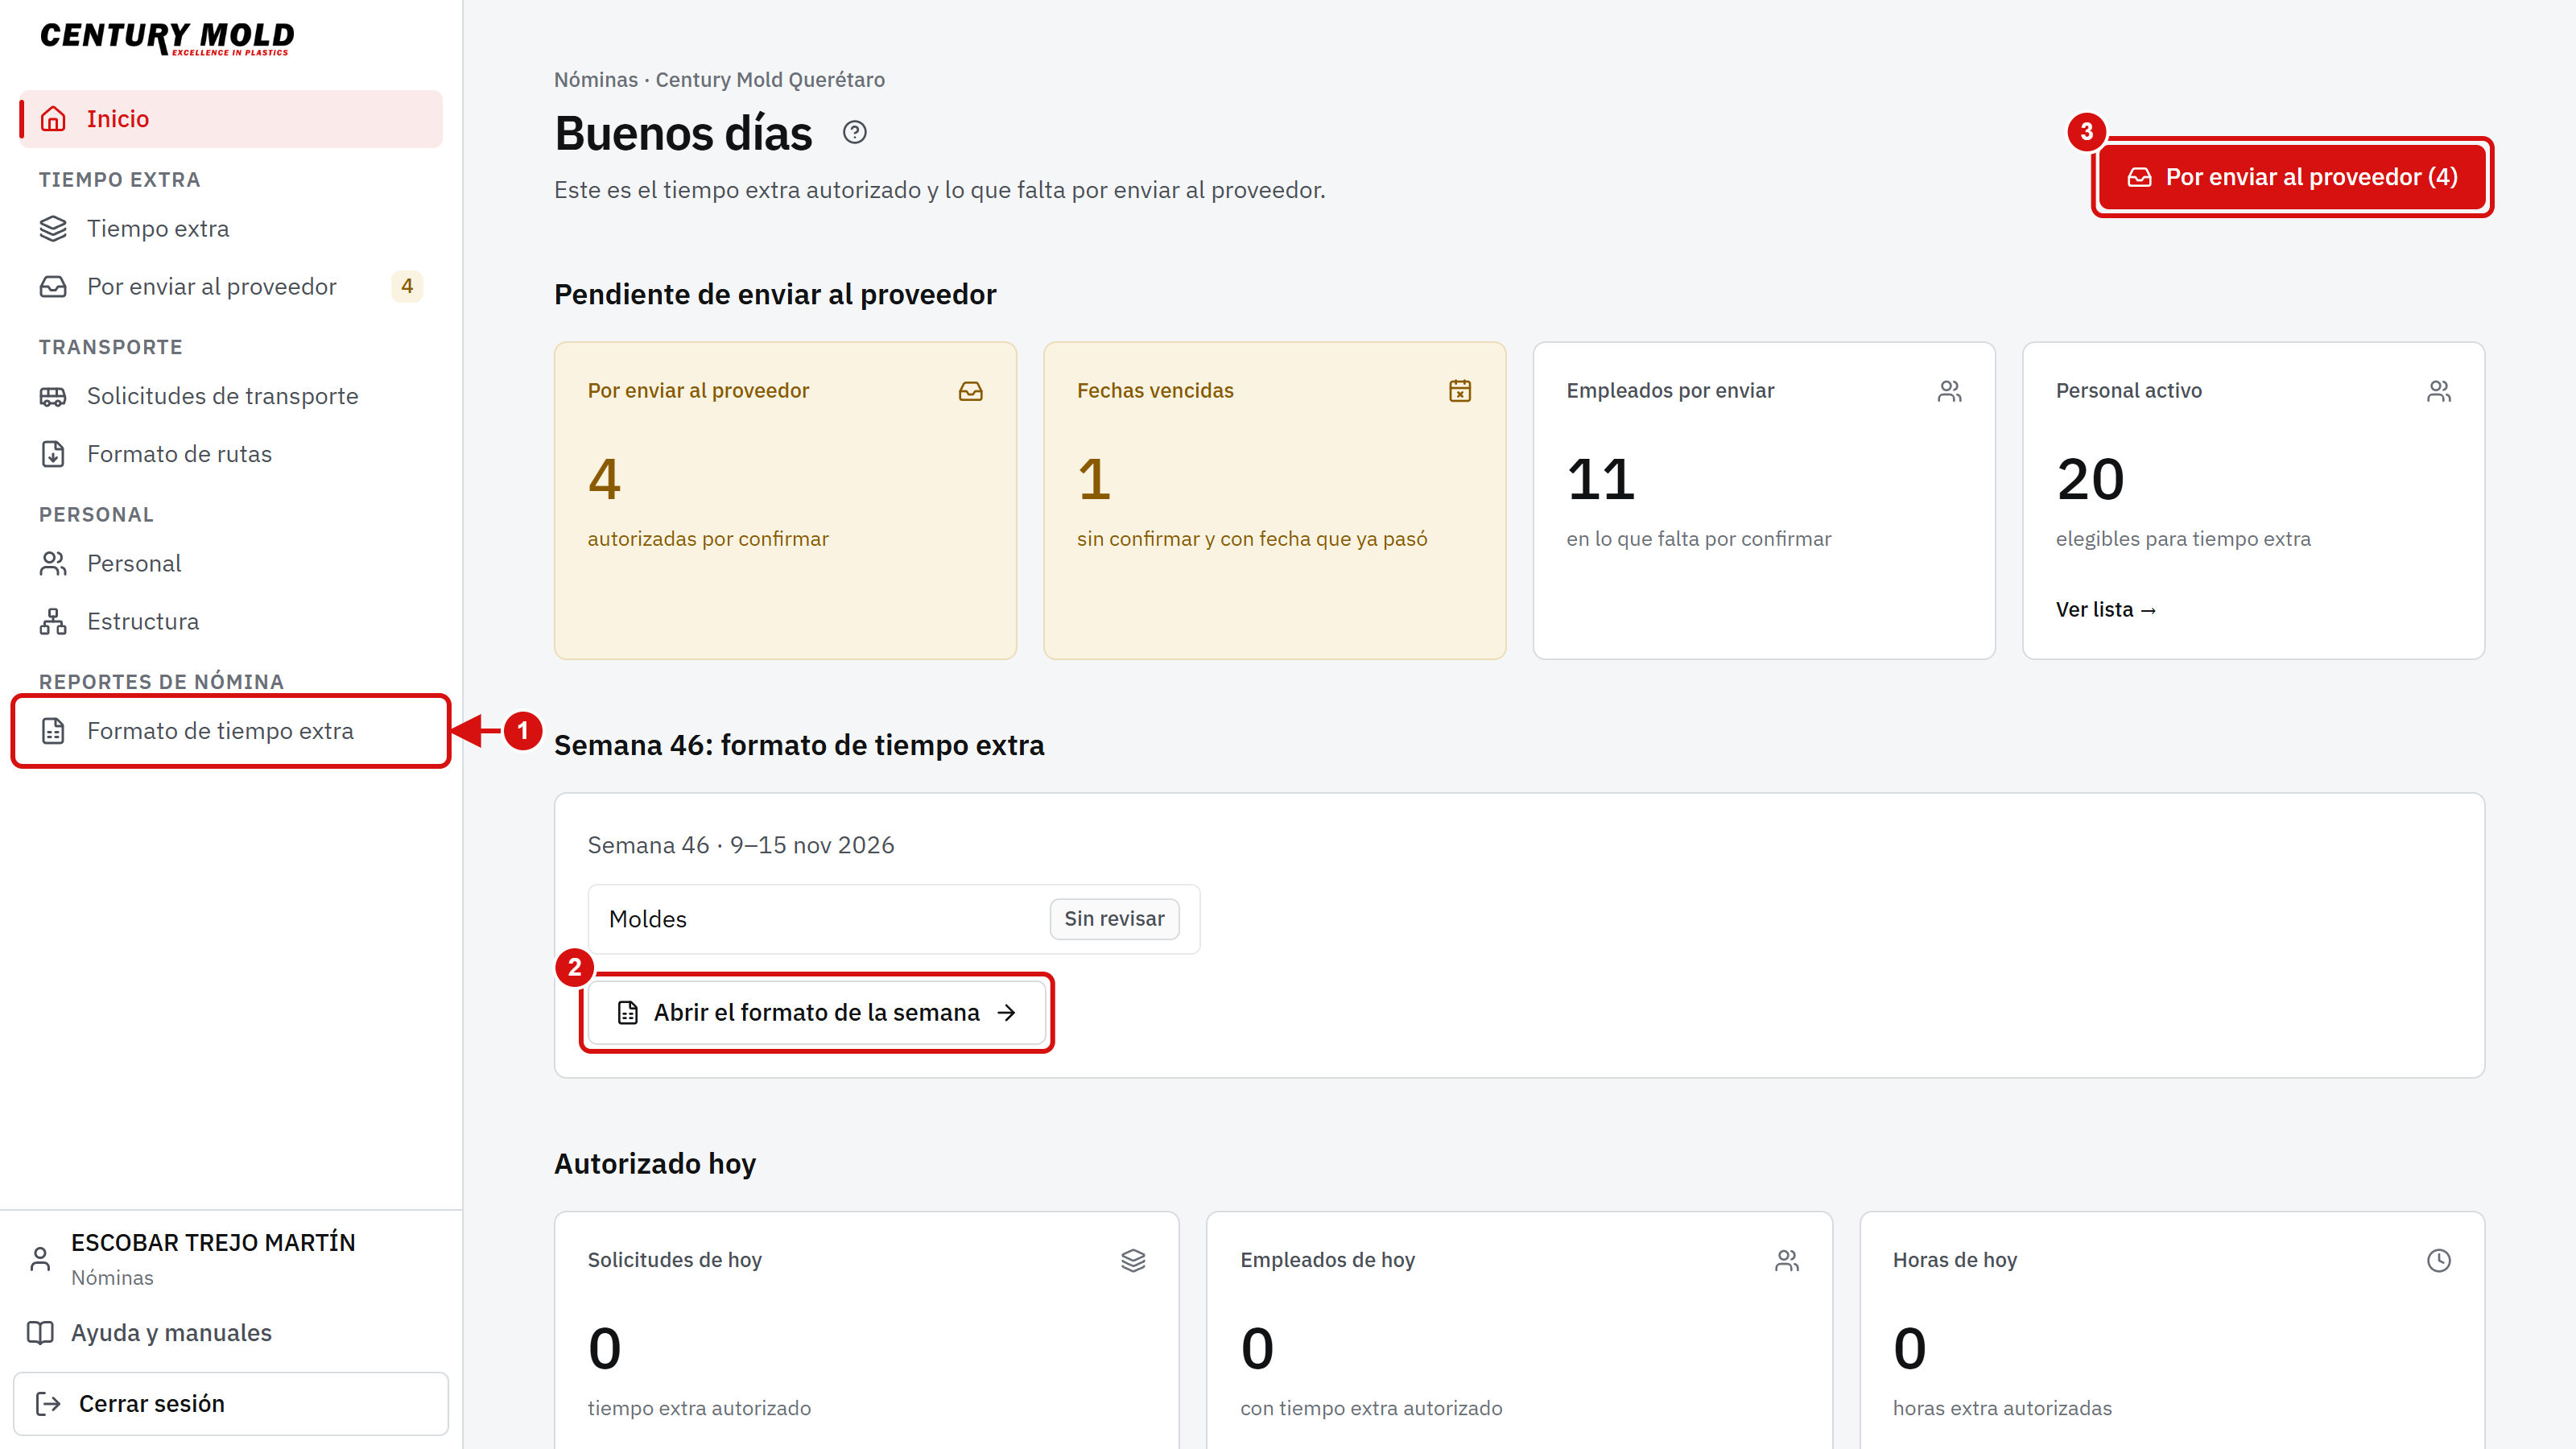 CENTURY MOLD
EXCELLENCE IN PLASTICS
Inicio
TIEMPO EXTRA
Tiempo extra
Por enviar al proveedor 4
TRANSPORTE
Solicitudes de transporte
Formato de rutas
PERSONAL
Personal
Estructura
REPORTES DE NÓMINA
Formato de tiempo extra
1
ESCOBAR TREJO MARTÍN
Nóminas
Ayuda y manuales
Cerrar sesión
Nóminas · Century Mold Querétaro
Buenos días
Este es el tiempo extra autorizado y lo que falta por enviar al proveedor.
3
Por enviar al proveedor (4)
Pendiente de enviar al proveedor
Por enviar al proveedor
4
autorizadas por confirmar
Fechas vencidas
1
sin confirmar y con fecha que ya pasó
Empleados por enviar
11
en lo que falta por confirmar
Personal activo
20
elegibles para tiempo extra
Ver lista →
Semana 46: formato de tiempo extra
Semana 46 · 9–15 nov 2026
Moldes Sin revisar
2
Abrir el formato de la semana →
Autorizado hoy
Solicitudes de hoy
0
tiempo extra autorizado
Empleados de hoy
0
con tiempo extra autorizado
Horas de hoy
0
horas extra autorizadas